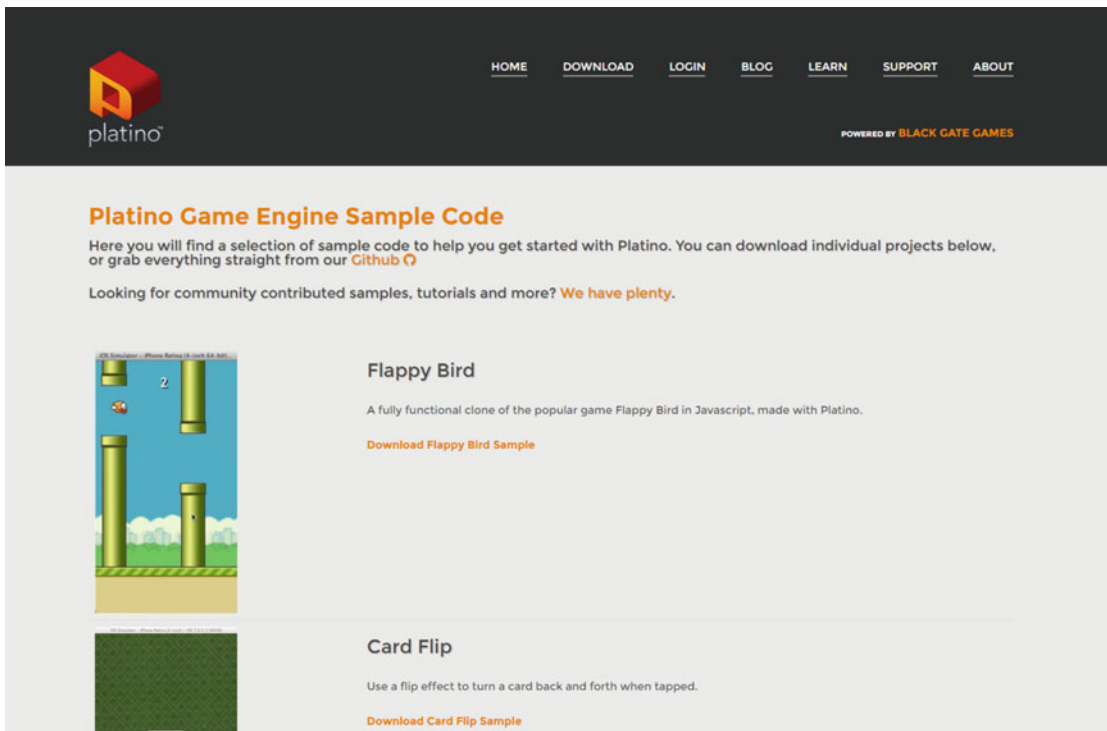 HOME DOWNLOAD LOGIN BLOG LEARN SUPPORT ABOUT
platino™
POWERED BY BLACK GATE GAMES
Platino Game Engine Sample Code
Here you will find a selection of sample code to help you get started with Platino. You can download individual projects below,
or grab everything straight from our Github
Looking for community contributed samples, tutorials and more? We have plenty.
2
Flappy Bird
A fully functional clone of the popular game Flappy Bird in Javascript, made with Platino.
Download Flappy Bird Sample
Card Flip
Use a flip effect to turn a card back and forth when tapped.
Download Card Flip Sample